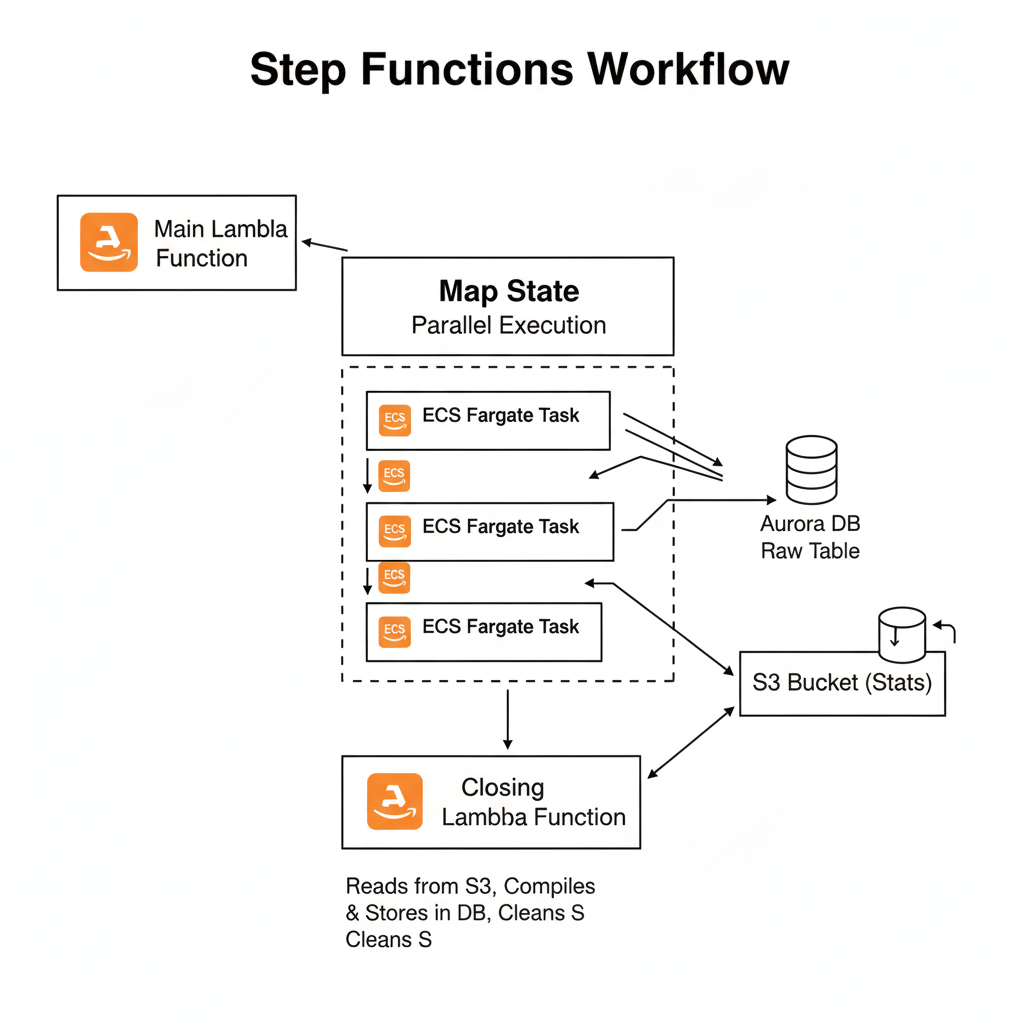 Step Functions Workflow
Main Lambla
Function
Map State
Parallel Execution
ECS
ECS Fargate Task
ECS
ECS
ECS Fargate Task
ECS
ECS
ECS Fargate Task
Aurora DB
Raw Table
S3 Bucket (Stats)
Closing
Lambba Function
Reads from S3, Compiles
& Stores in DB, Cleans S
Cleans S